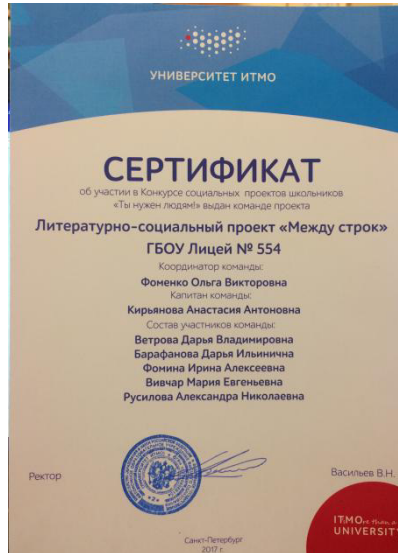 УНИВЕРСИТЕТ ИТМО
СЕРТИФИКАТ
об участии в Конкурсе социальных проектов школьников
«Ты нужен людям!» выдан команде проекта
Литературно-социальный проект «Между строк»
ГБОУ Лицей № 554
Координатор команды:
Фоменко Ольга Викторовна
Капитан команды:
Кирьянова Анастасия Антоновна
Состав участников команды:
Ветрова Дарья Владимировна
Барафанова Дарья Ильинична
Фомина Ирина Алексеевна
Вивчар Мария Евгеньевна
Русилова Александра Николаевна
Ректор
Васильев В.Н.
ITMOre than a
UNIVERSITY
Санкт-Петербург
2017 г.